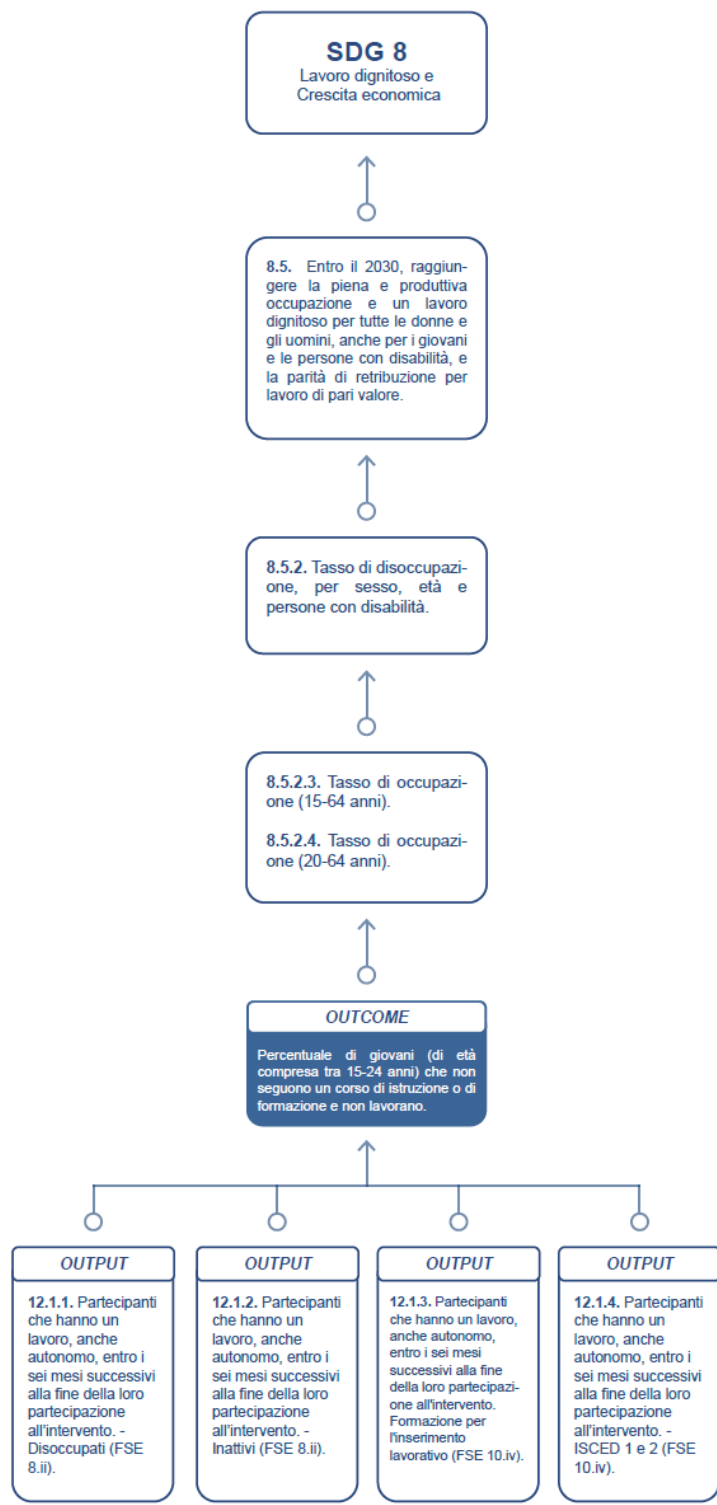 SDG 8
Lavoro dignitoso e
Crescita economica
8.5. Entro il 2030, raggiun-
gere la piena e produttiva
occupazione e un lavoro
dignitoso per tutte le donne e
gli uomini, anche per i giovani
e le persone con disabilità, e
la parità di retribuzione per
lavoro di pari valore.
8.5.2. Tasso di disoccupazi-
one, per sesso, età e
persone con disabilità.
8.5.2.3. Tasso di occupazi-
one (15-64 anni).
8.5.2.4. Tasso di occupazi-
one (20-64 anni).
OUTCOME
Percentuale di giovani (di età
compresa tra 15-24 anni) che non
seguono un corso di istruzione o di
formazione e non lavorano.
OUTPUT
12.1.1. Partecipanti
che hanno un
lavoro, anche
autonomo, entro i
sei mesi successivi
alla fine della loro
partecipazione
all'intervento. -
Disoccupati (FSE
8.ii).
OUTPUT
12.1.2. Partecipanti
che hanno un
lavoro, anche
autonomo, entro i
sei mesi successivi
alla fine della loro
partecipazione
all'intervento. -
Inattivi (FSE 8.ii).
OUTPUT
12.1.3. Partecipanti
che hanno un lavoro,
anche autonomo,
entro i sei mesi
successivi alla fine
della loro partecipazi-
one all'intervento.
Formazione per
l'inserimento
lavorativo (FSE 10.iv).
OUTPUT
12.1.4. Partecipanti
che hanno un
lavoro, anche
autonomo, entro i
sei mesi successivi
alla fine della loro
partecipazione
all'intervento. -
ISCED 1 e 2 (FSE
10.iv).